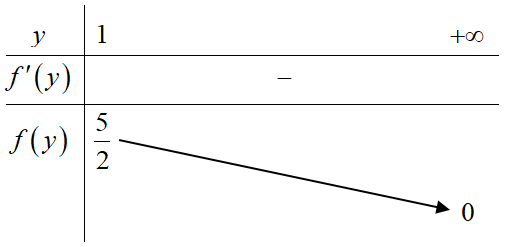 y 1 +∞
f'(y) −
f(y) 5/2 0